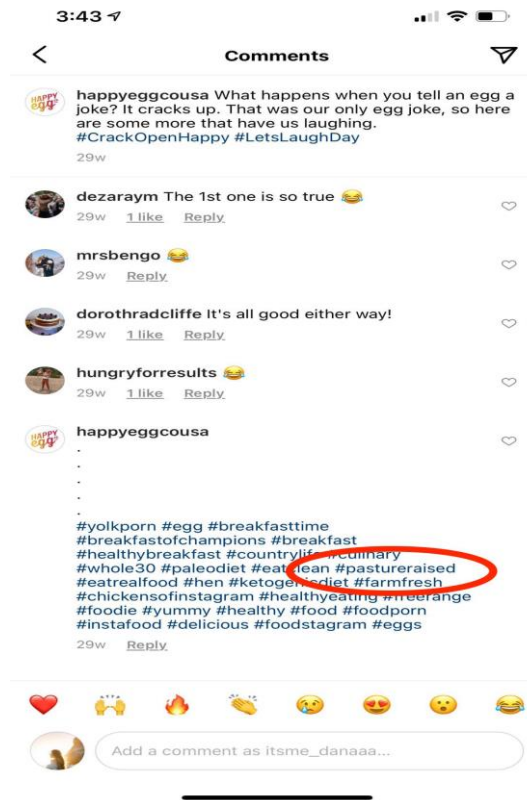 3:43
Comments
happyeggcousa What happens when you tell an egg a
joke? It cracks up. That was our only egg joke, so here
are some more that have us laughing.
#CrackOpenHappy #LetsLaughDay
29w
dezaraym The 1st one is so true 😂
29w 1 like Reply
mrsbengo 😂
29w Reply
dorothradcliffe It's all good either way!
29w 1 like Reply
hungryforresults 😂
29w 1 like Reply
HAPPY egg
happyeggcousa
.
.
.
.
.
#yolkporn #egg #breakfasttime
#breakfastofchampions #breakfast
#healthybreakfast #countrylife #culinary
#whole30 #paleodiet #eatclean #pastureraised
#eatrealfood #hen #ketogenicdiet #farmfresh
#chickensofinstagram #healthyeating #freerange
#foodie #yummy #healthy #food #foodporn
#instafood #delicious #foodstagram #eggs
29w Reply
❤️ 🙌 🔥 👏 😢 😍 😮 😂
Add a comment as itsme_danaaa...